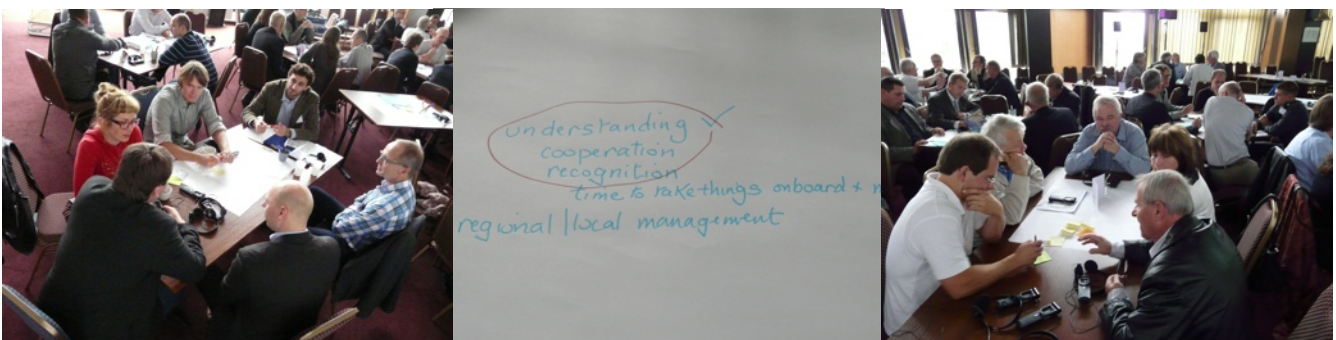 understanding
cooperation
recognition
time to take things onboard +
regional/local management